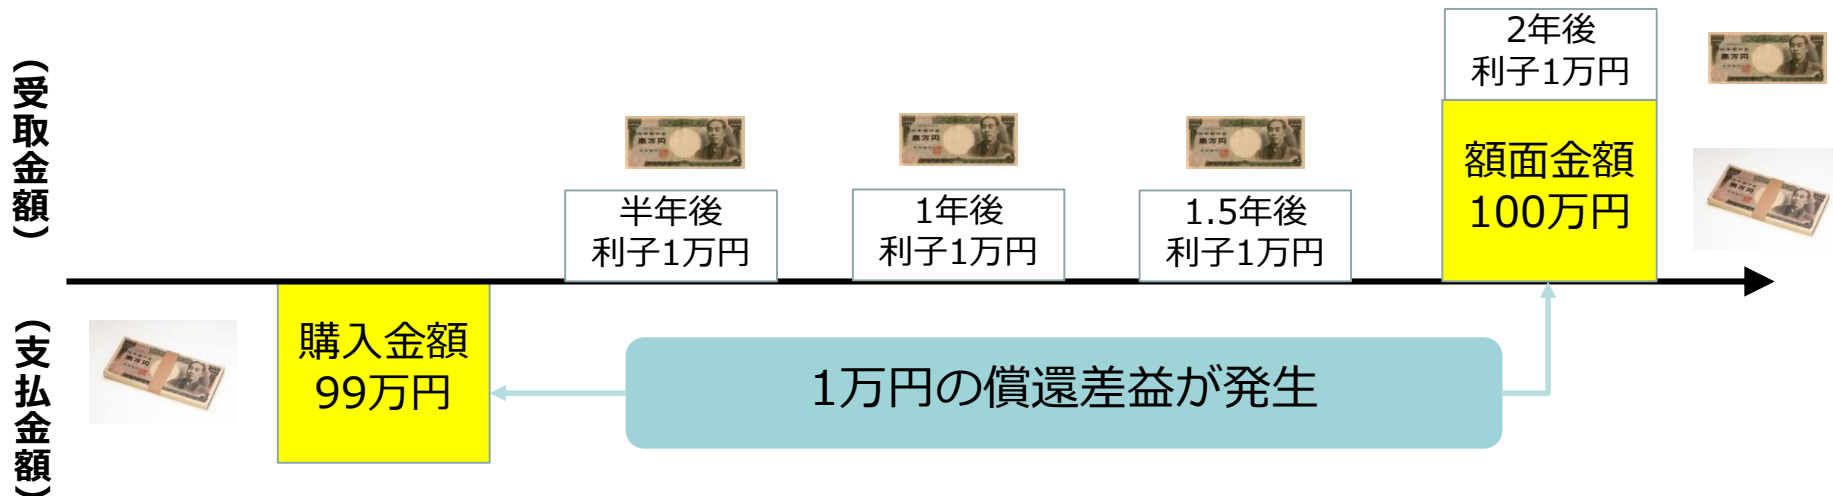 （受取金額）
2年後
利子1万円
額面金額
100万円
半年後
利子1万円
1年後
利子1万円
1.5年後
利子1万円
（支払金額）
購入金額
99万円
1万円の償還差益が発生